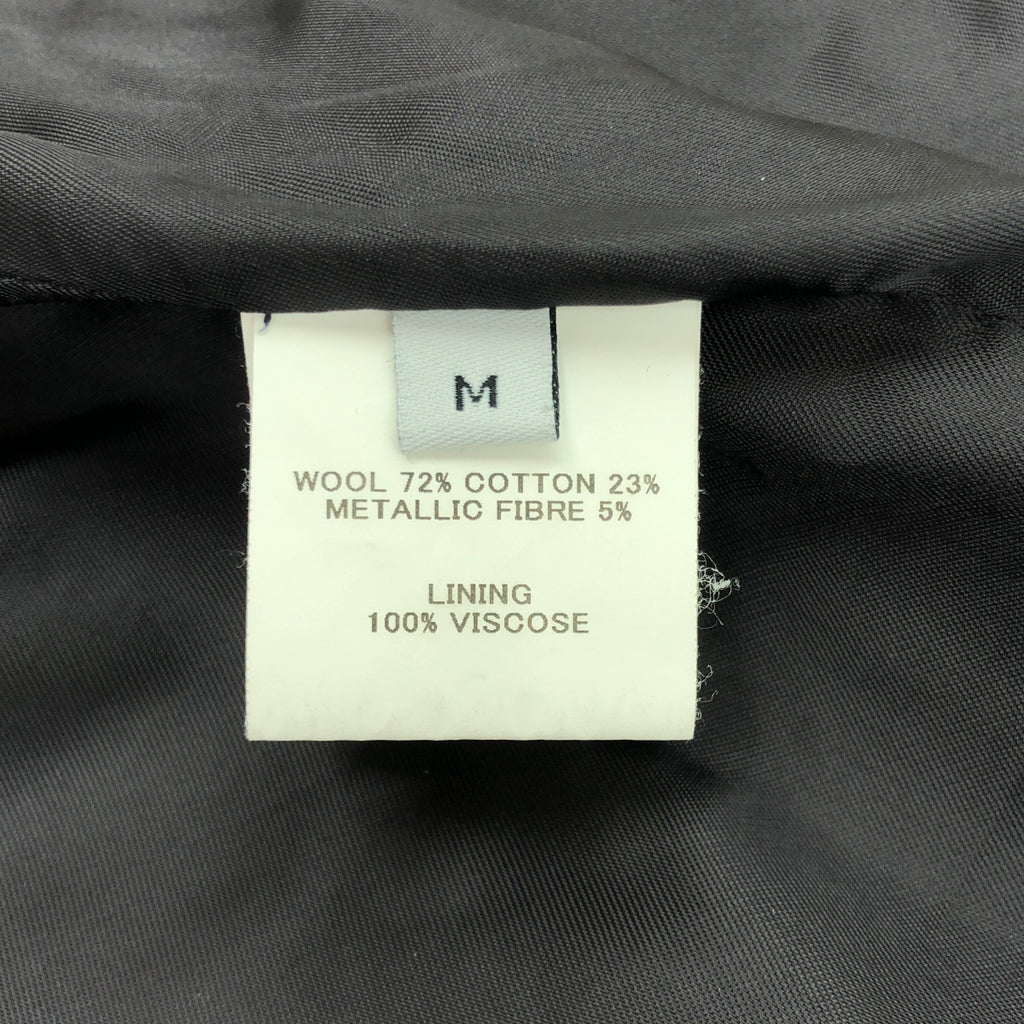 M
WOOL 72% COTTON 23%
METALLIC FIBRE 5%
LINING
100% VISCOSE